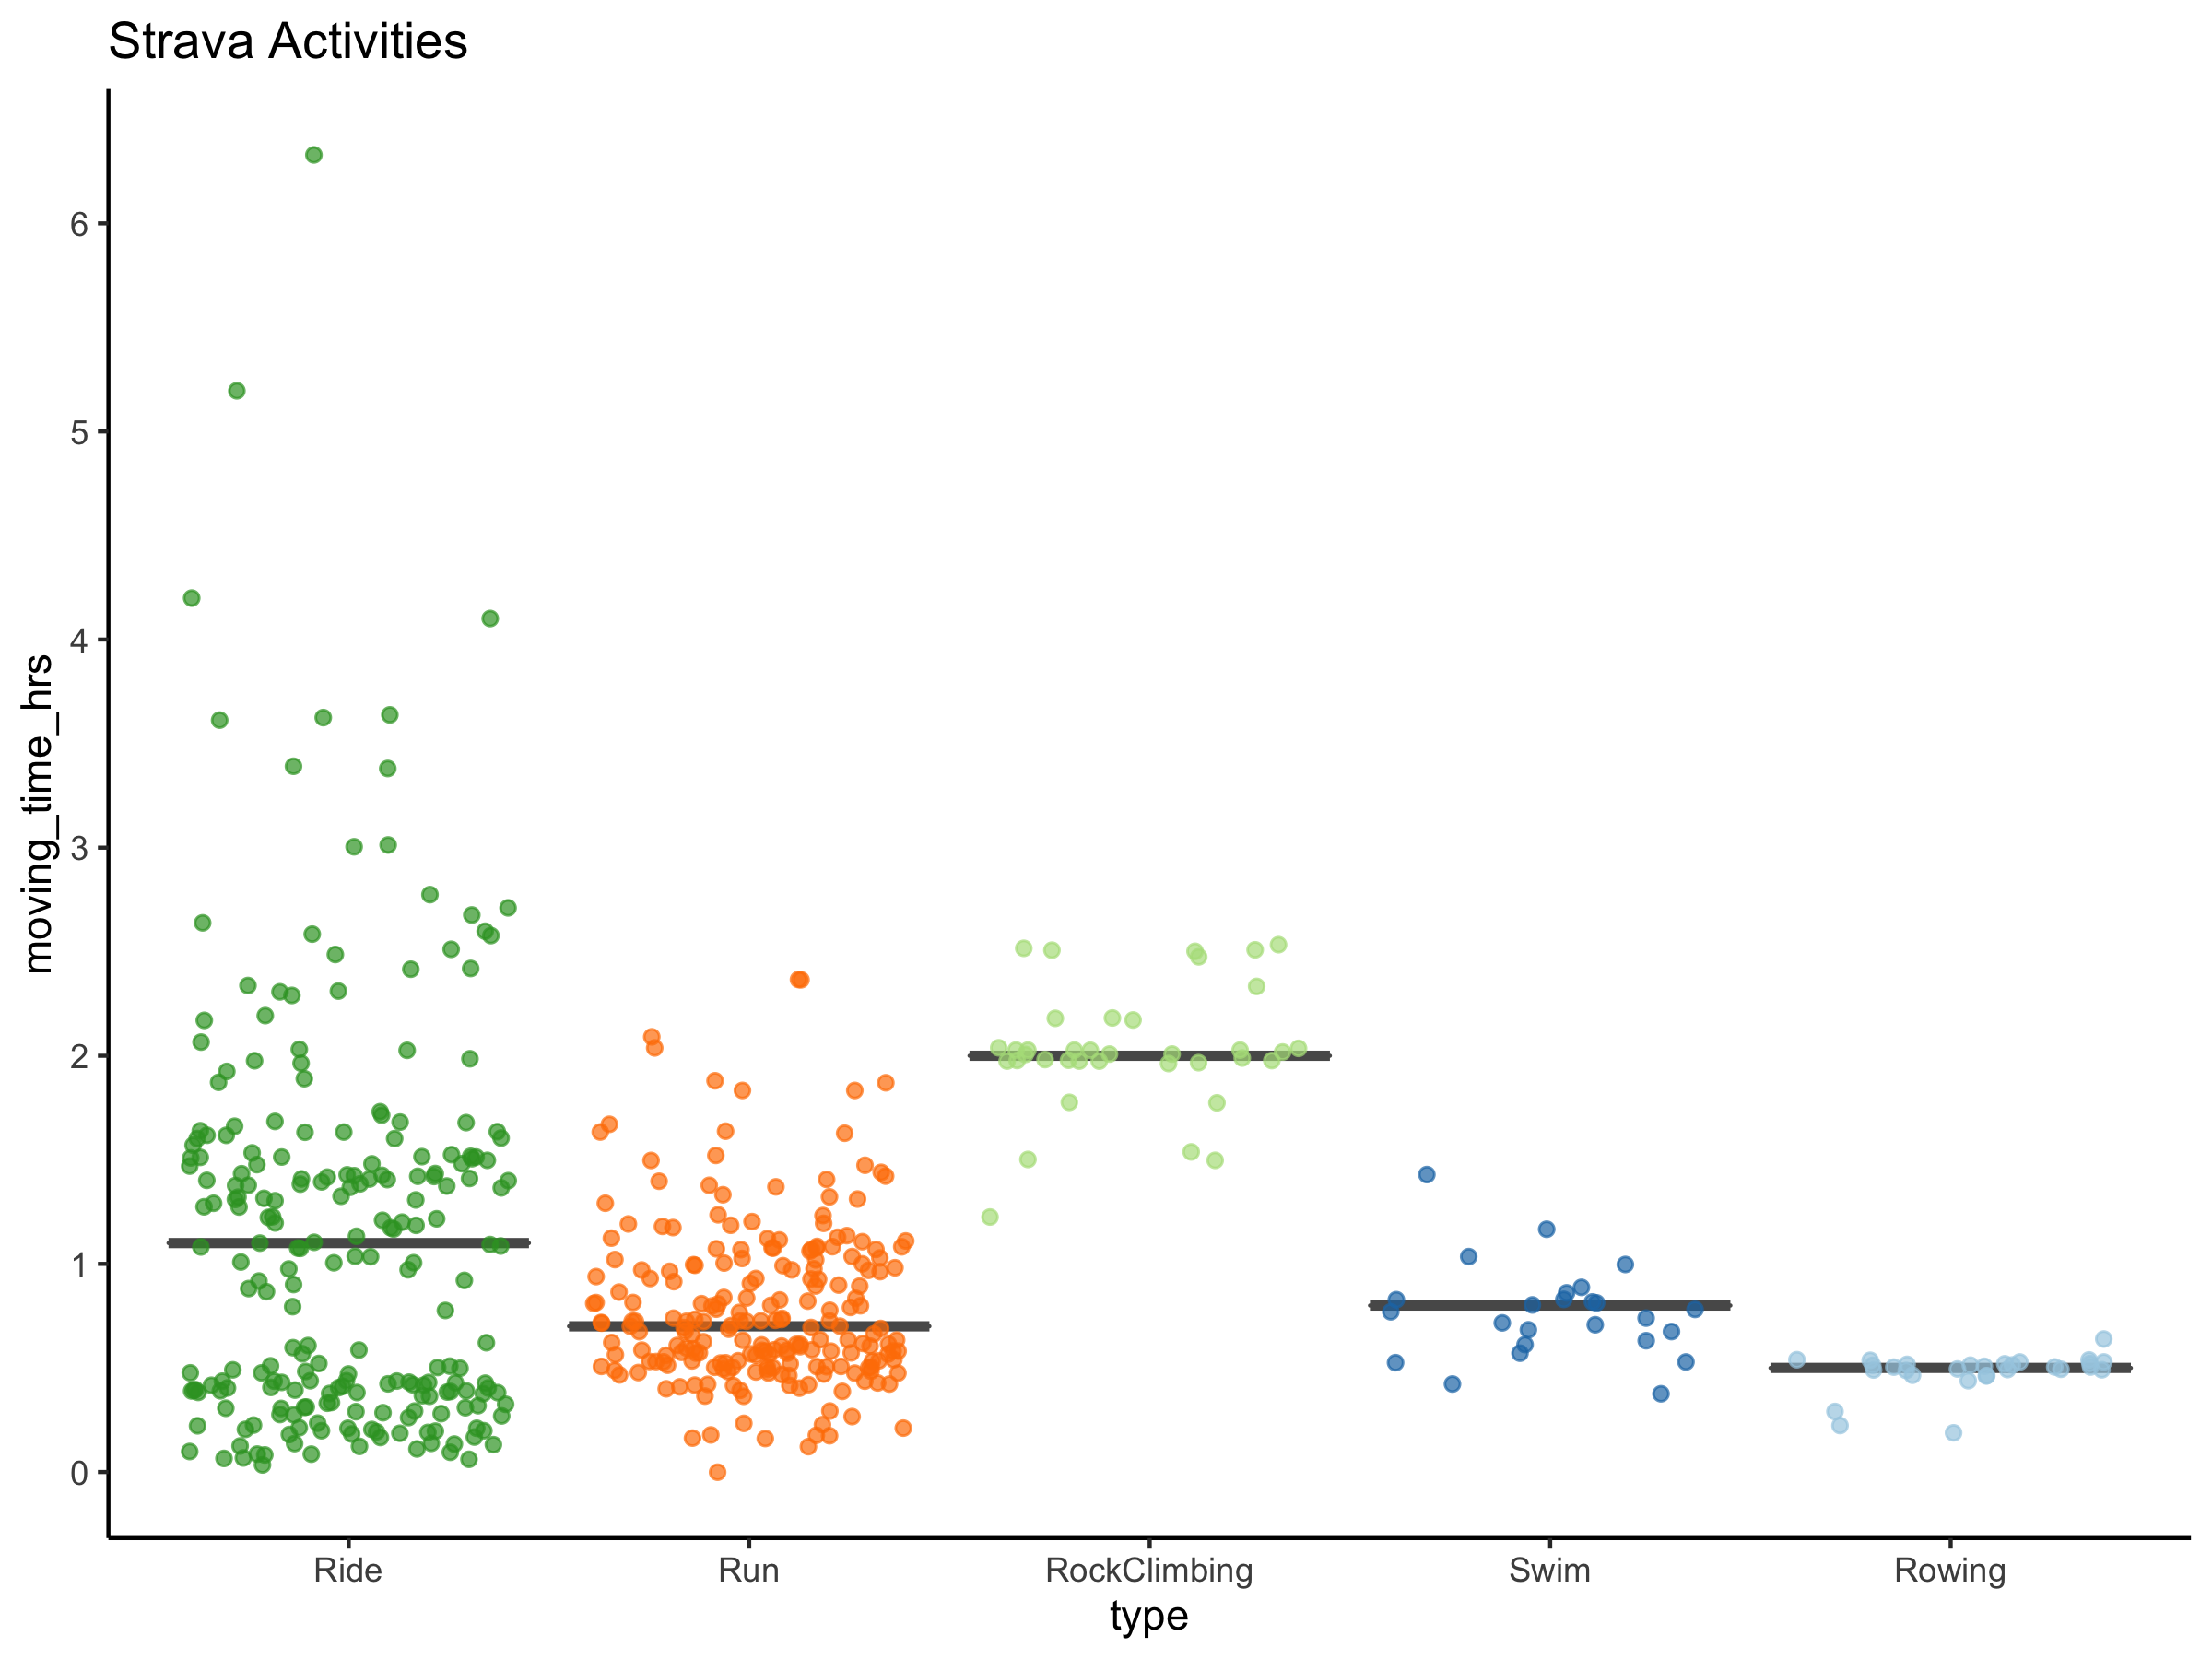 Strava Activities
moving_time_hrs
6
5
4
3
2
1
0
Ride Run RockClimbing Swim Rowing
type